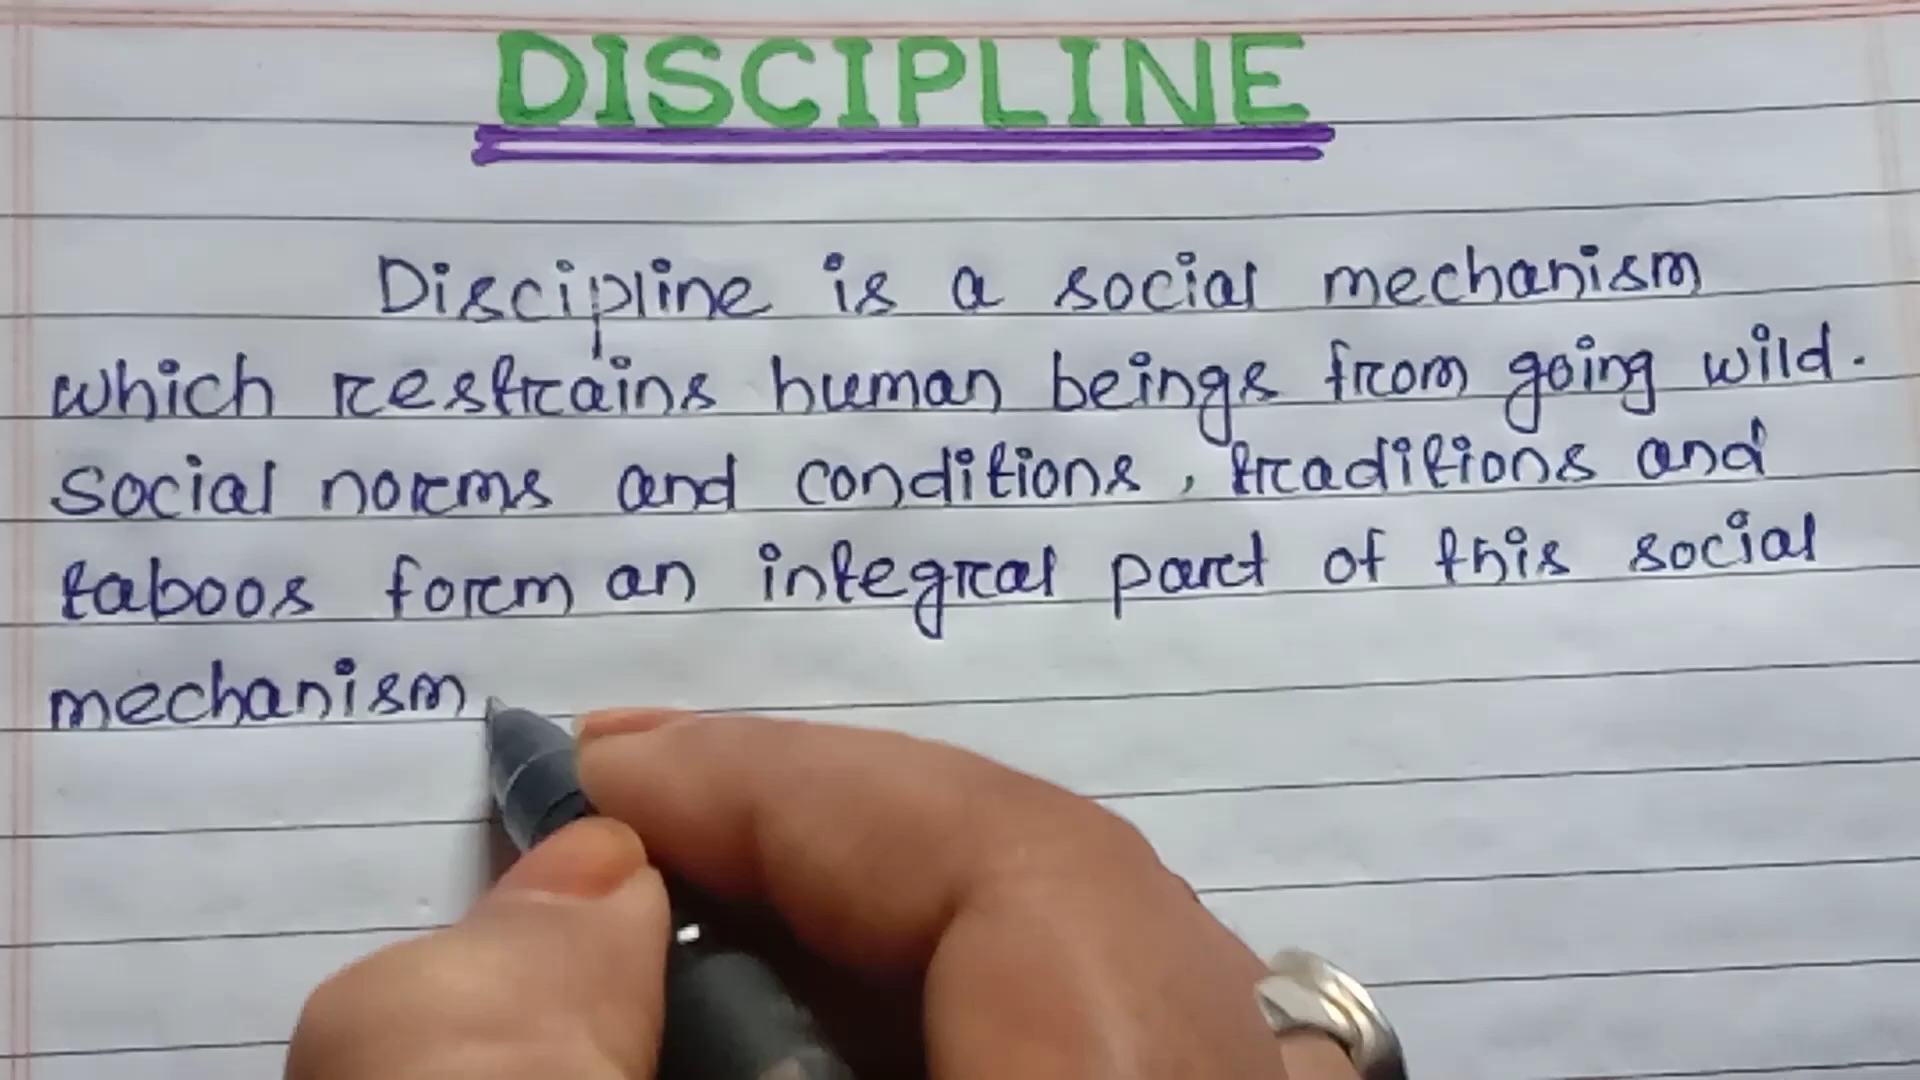 DISCIPLINE
Discipline is a social mechanism
which restrains human beings from going wild.
Social norms and conditions, traditions and
taboos form an integral part of this social
mechanism